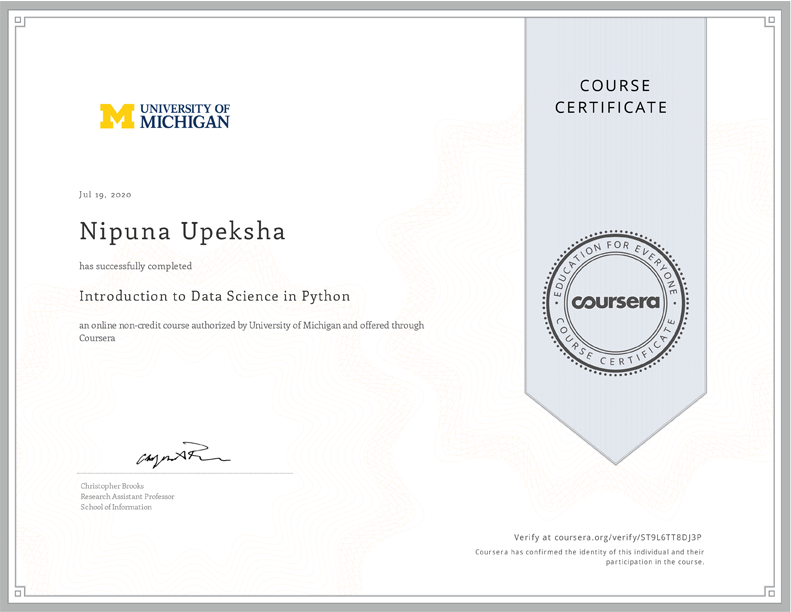 COURSE
CERTIFICATE
UNIVERSITY OF
MICHIGAN
Jul 19, 2020
Nipuna Upeksha
has successfully completed
Introduction to Data Science in Python
an online non-credit course authorized by University of Michigan and offered through
Coursera
EDUCATION FOR EVERYONE
coursera
COURSE CERTIFICATE
Christopher Brooks
Research Assistant Professor
School of Information
Verify at coursera.org/verify/ST9L6TT8DJ3P
Coursera has confirmed the identity of this individual and their
participation in the course.